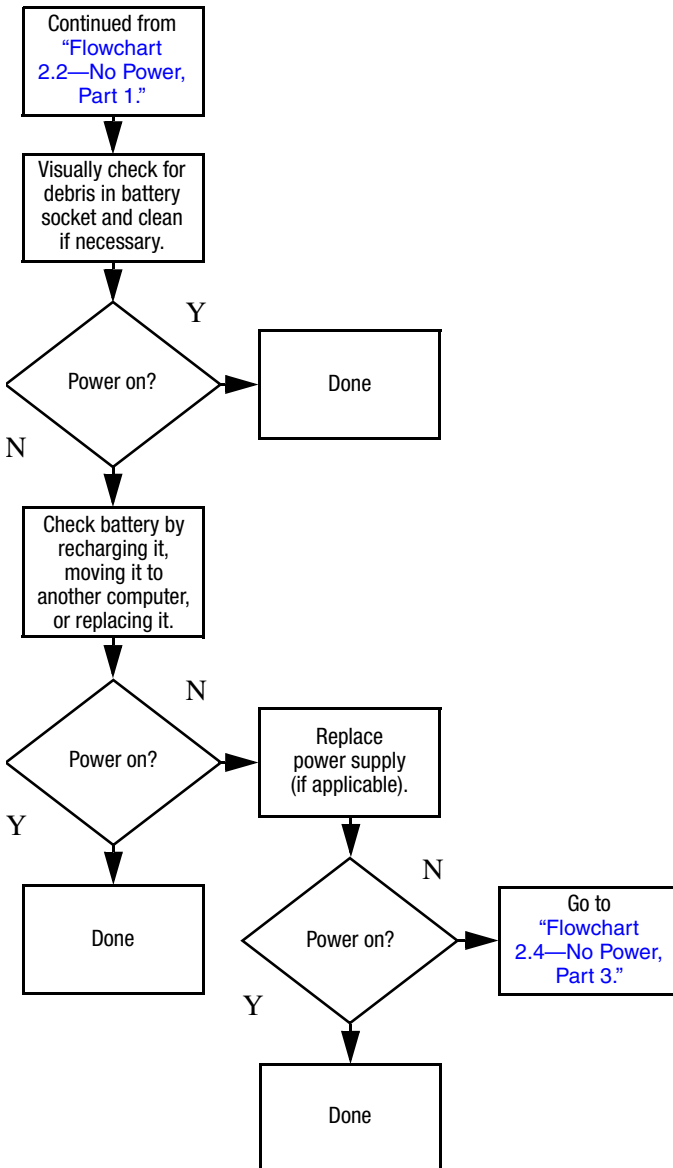 Continued from
“Flowchart
2.2—No Power,
Part 1.”
Visually check for
debris in battery
socket and clean
if necessary.
Y
Power on?
Done
N
Check battery by
recharging it,
moving it to
another computer,
or replacing it.
N
Power on?
Replace
power supply
(if applicable).
Y
Done
N
Power on?
Go to
“Flowchart
2.4—No Power,
Part 3.”
Y
Done